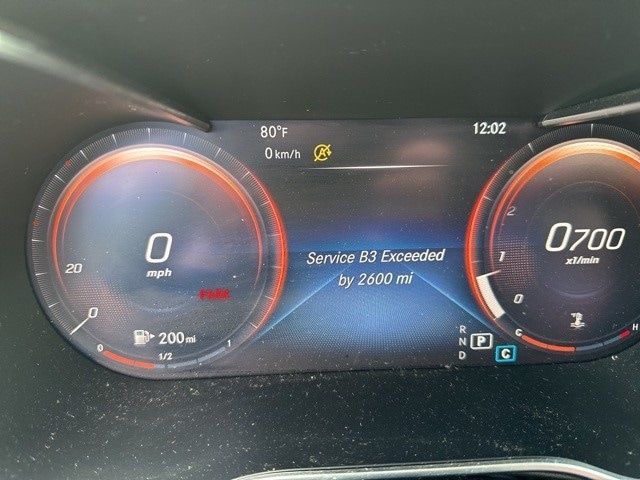 80°F
12:02
0 km/h
A
2
0700
x1/min
0
mph
Service B3 Exceeded
by 2600 mi
1
20
0
0
R
N
P
D
C
C
H
200 mi
0
1/2
1